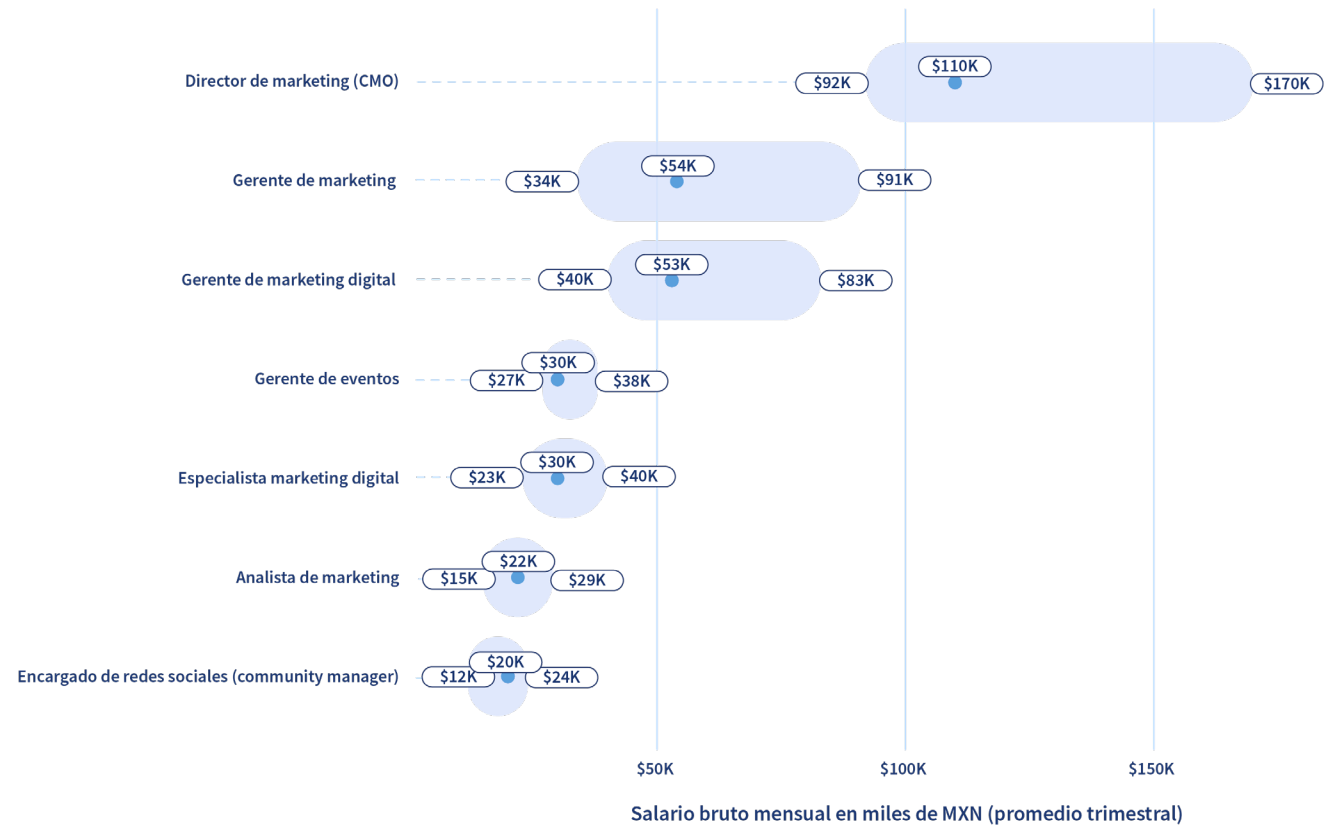 Director de marketing (CMO)
$92K
$110K
$170K
Gerente de marketing
$34K
$54K
$91K
Gerente de marketing digital
$40K
$53K
$83K
Gerente de eventos
$27K
$30K
$38K
Especialista marketing digital
$23K
$30K
$40K
Analista de marketing
$15K
$22K
$29K
Encargado de redes sociales (community manager)
$12K
$20K
$24K
$50K
$100K
$150K
Salario bruto mensual en miles de MXN (promedio trimestral)